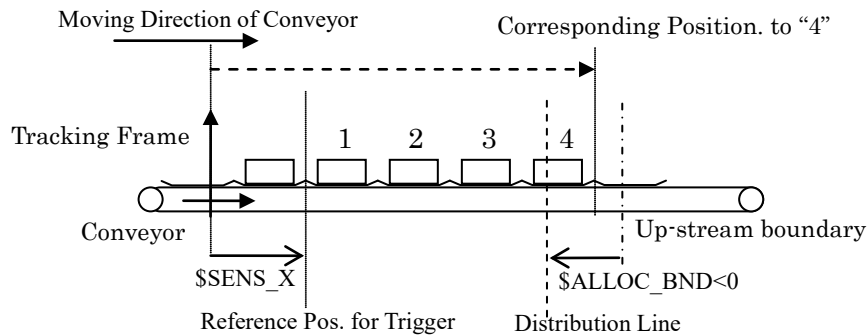 Moving Direction of Conveyor
Corresponding Position. to “4”
Tracking Frame
1 2 3 4
Conveyor
Up-stream boundary
$SENS_X
$ALLOC_BND<0
Reference Pos. for Trigger
Distribution Line